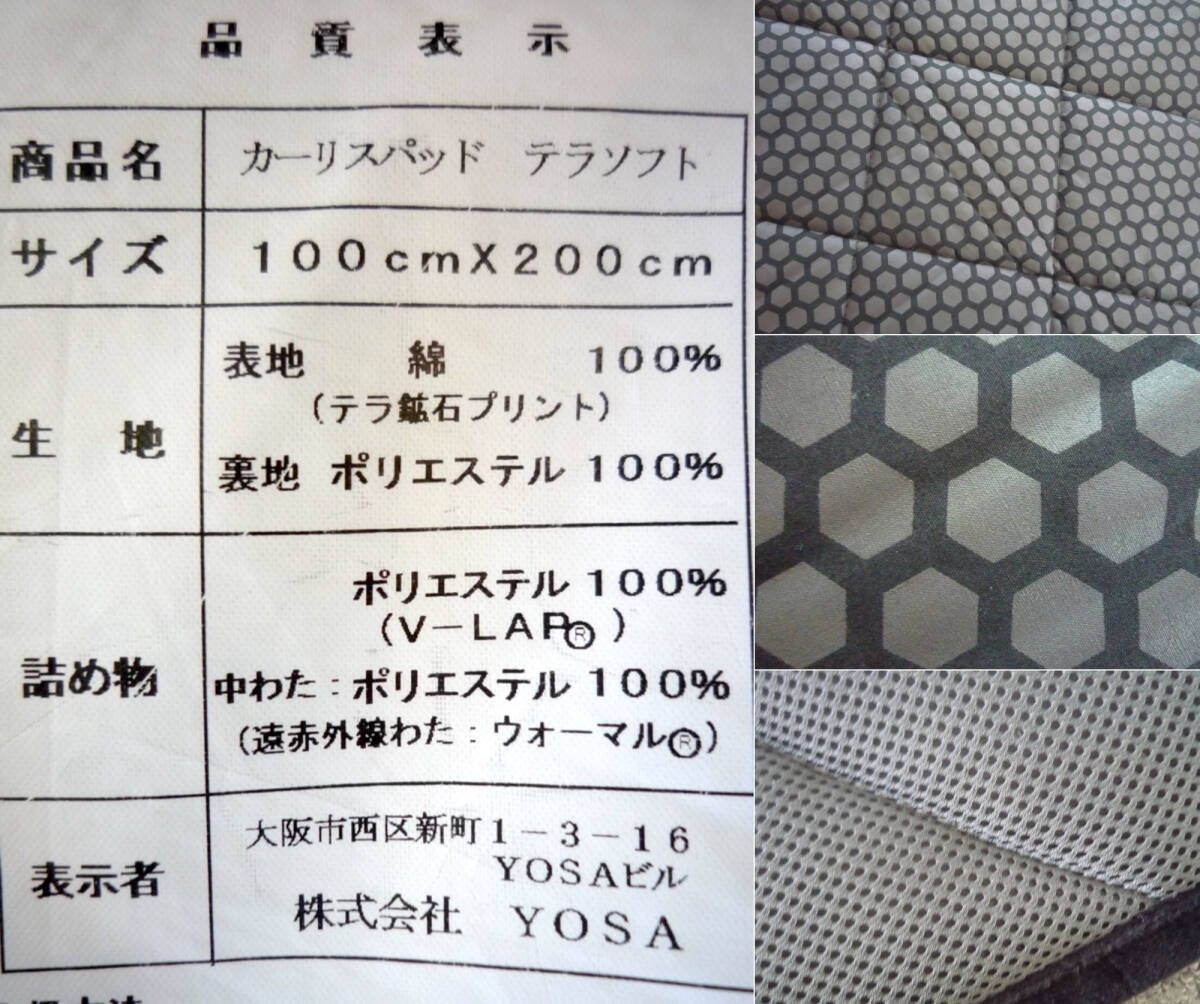 品質表示
商品名 カーリスパッド テラソフト
サイズ 100cmX200cm
生地 表地 綿 100%
(テラ鉱石プリント)
裏地 ポリエステル 100%
詰め物 ポリエステル 100%
(V-LAP®)
中わた:ポリエステル 100%
(遠赤外線わた:ウォーマル®)
表示者 大阪市西区新町1-3-16
YOSAビル
株式会社 YOSA